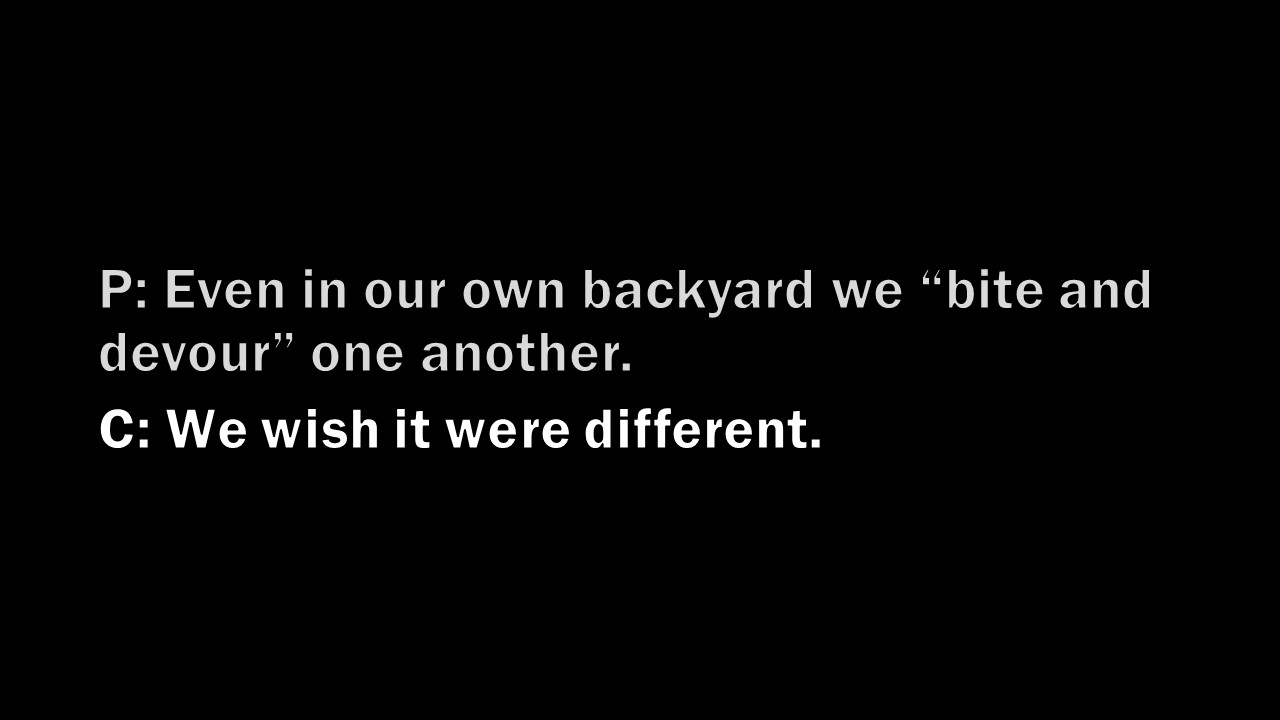 P: Even in our own backyard we “bite and
devour” one another.
C: We wish it were different.